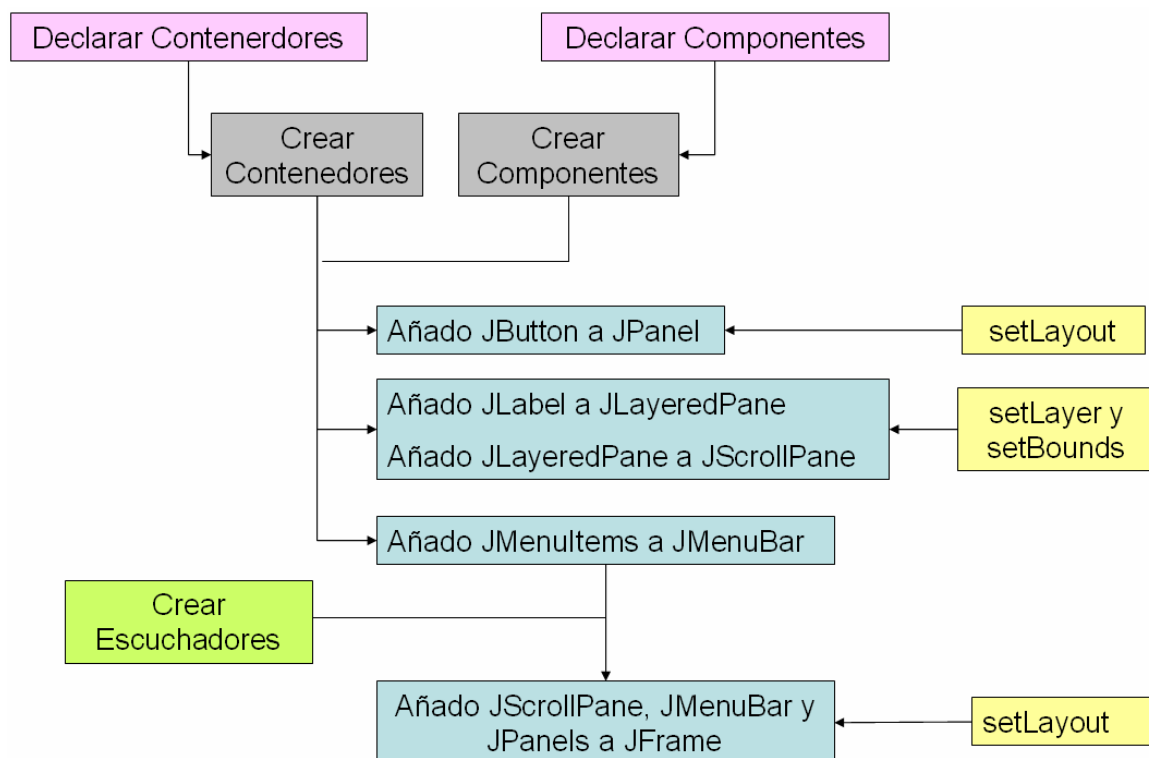 Declarar Contenerdores
Declarar Componentes
Crear
Contenedores
Crear
Componentes
Añado JButton a JPanel
setLayout
Añado JLabel a JLayeredPane
Añado JLayeredPane a JScrollPane
setLayer y
setBounds
Añado JMenuItems a JMenuBar
Crear
Escuchadores
Añado JScrollPane, JMenuBar y
JPanels a JFrame
setLayout